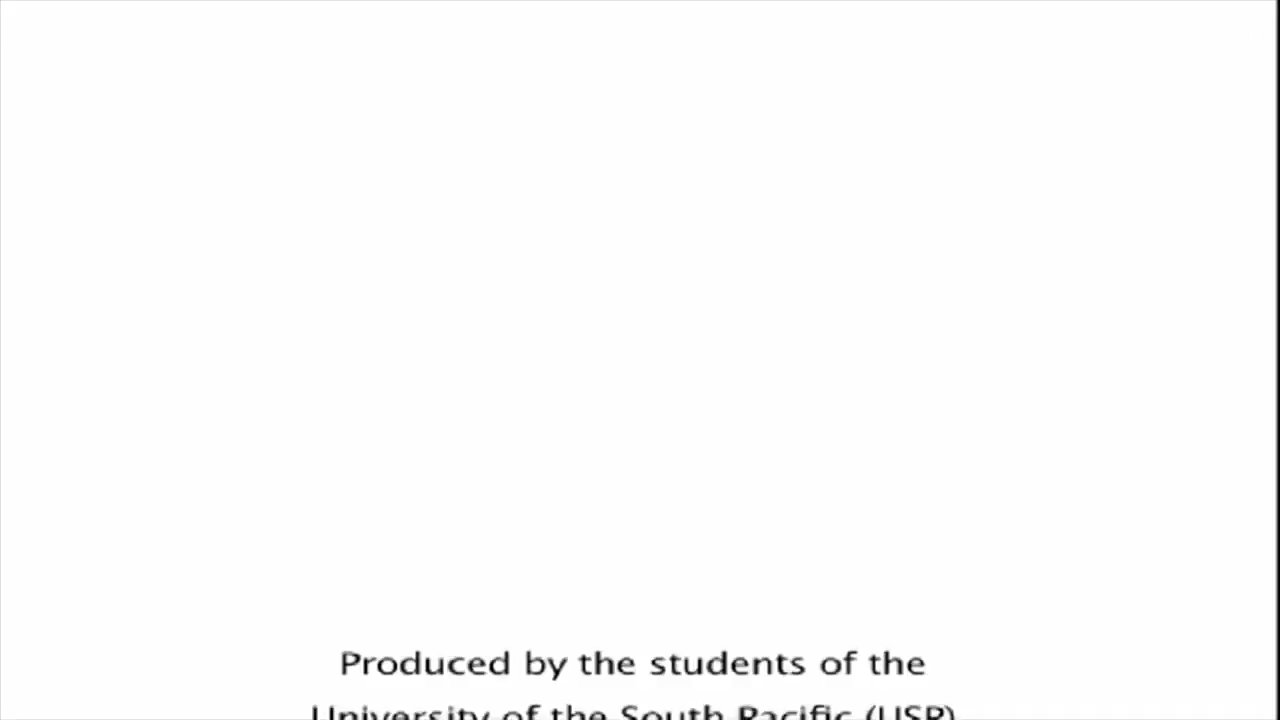 Produced by the students of the
University of the South Pacific (USP)